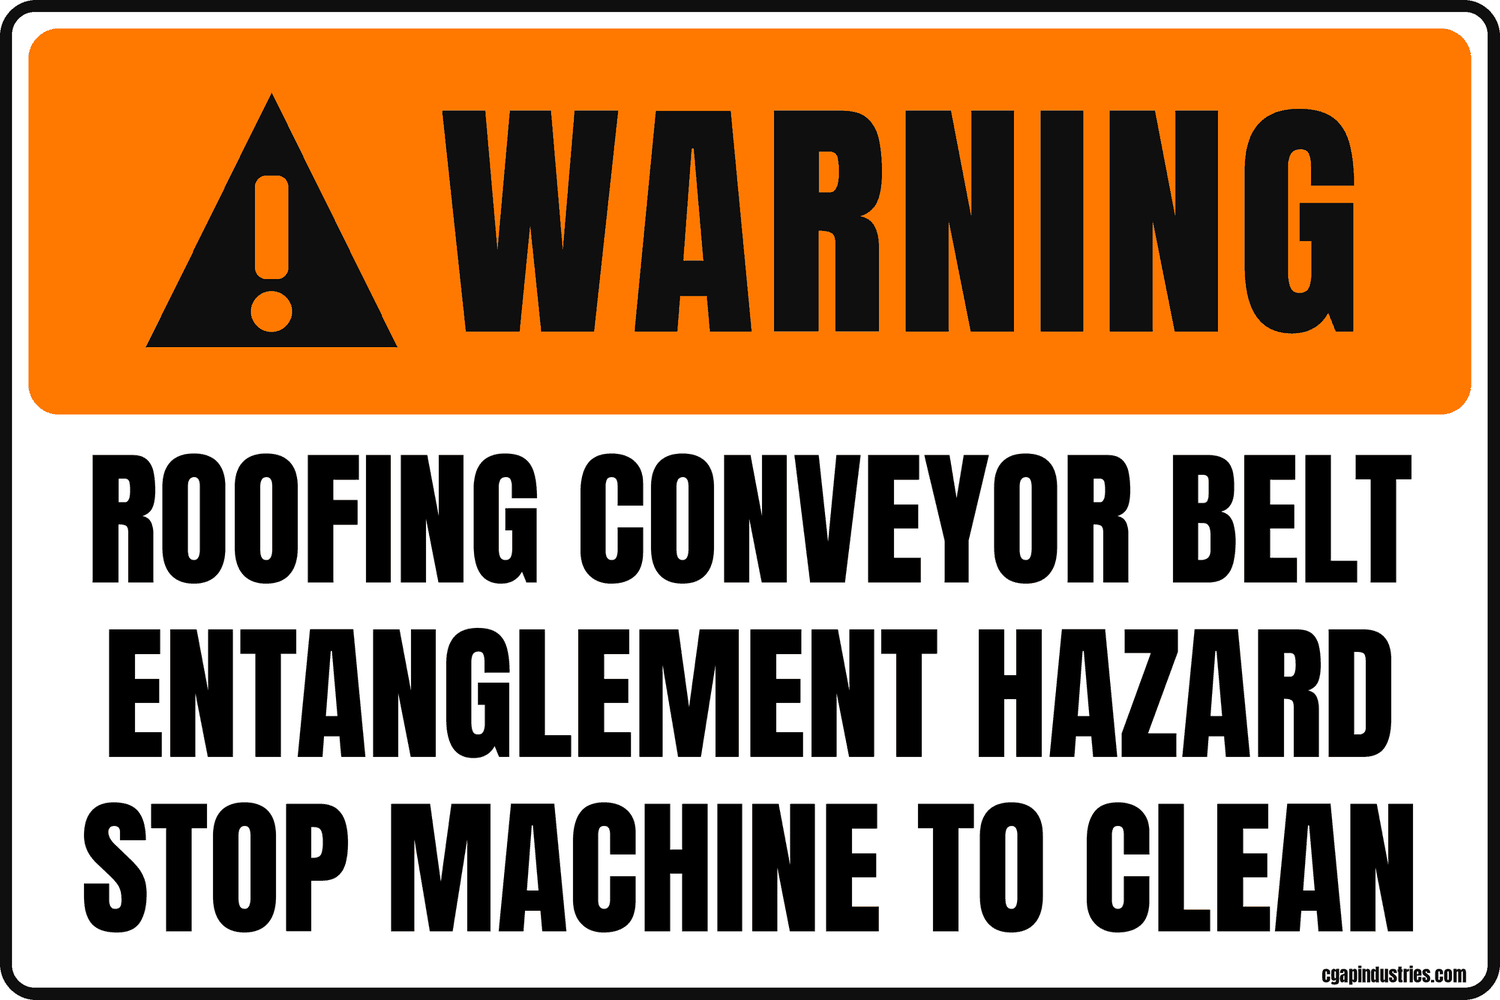 WARNING
ROOFING CONVEYOR BELT
ENTANGLEMENT HAZARD
STOP MACHINE TO CLEAN
cgapindustries.com